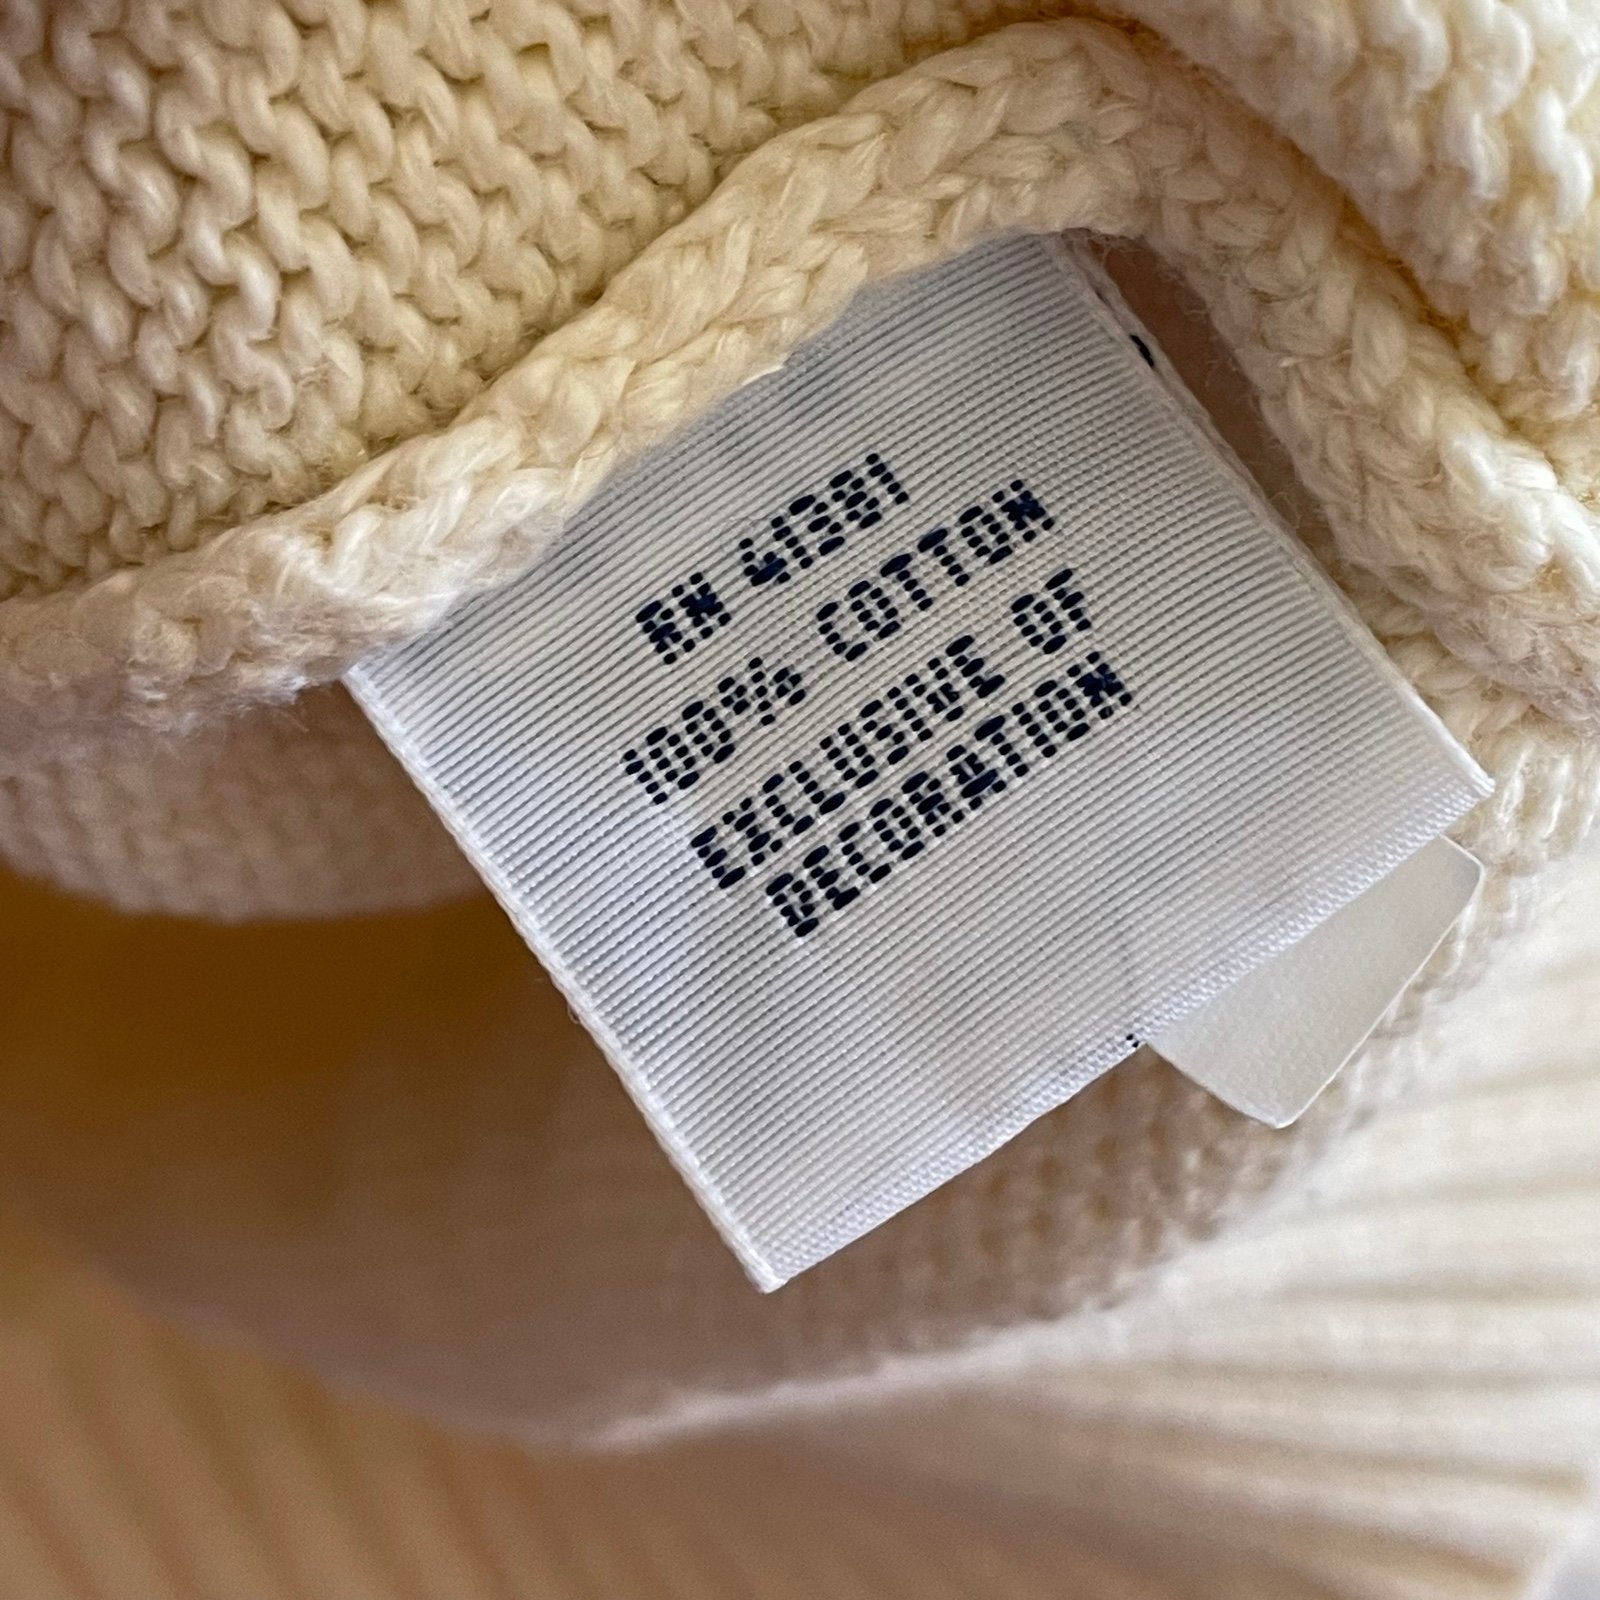 RN 41381
100% COTTON
EXCLUSIVE OF
DECORATION